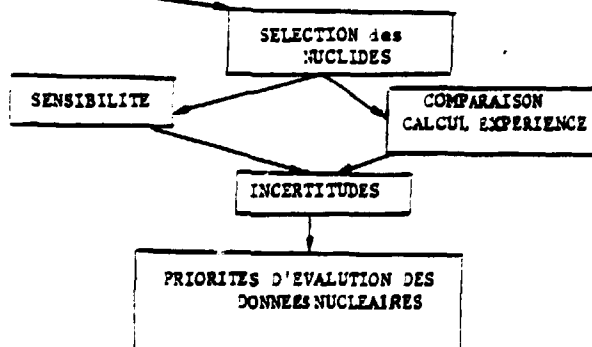 SELECTION des
NUCLIDES
SENSIBILITE
COMPARAISON
CALCUL EXPERIENCE
INCERTITUDES
PRIORITES D'EVALUTION DES
DONNEES NUCLEAIRES